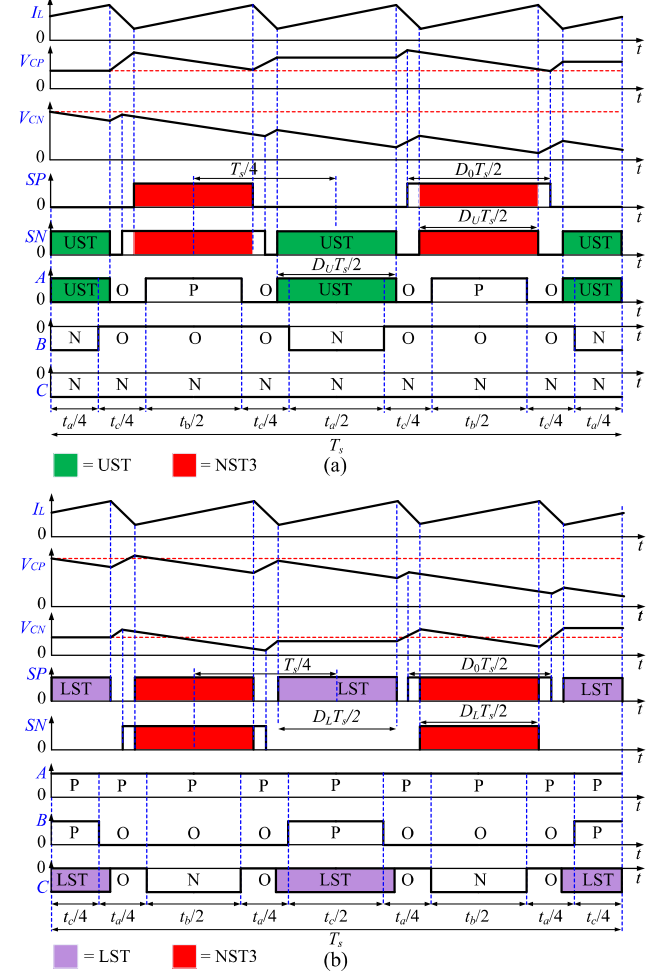 I_L
0
t
V_CP
0
t
V_CN
0
t
T_s/4
D_0T_s/2
SP
0
t
D_UT_s/2
SN
UST
UST
UST
0
t
D_UT_s/2
A
UST
O
P
O
UST
O
P
O
UST
0
t
0
t
B
N
O
O
O
N
O
O
O
N
0
t
C
N
N
N
N
N
N
N
N
N
t_a/4
t_c/4
t_b/2
t_c/4
t_a/2
t_c/4
t_b/2
t_c/4
t_a/4
T_s
= UST
= NST3
(a)
I_L
0
t
V_CP
0
t
V_CN
0
t
T_s/4
D_0T_s/2
SP
LST
LST
LST
0
t
D_LT_s/2
D_LT_s/2
SN
0
t
A
P
P
P
P
P
P
P
P
P
0
t
B
P
O
O
O
P
O
O
O
P
0
t
0
t
C
LST
O
N
O
LST
O
N
O
LST
t_c/4
t_a/4
t_b/2
t_a/4
t_c/2
t_a/4
t_b/2
t_a/4
t_c/4
T_s
= LST
= NST3
(b)